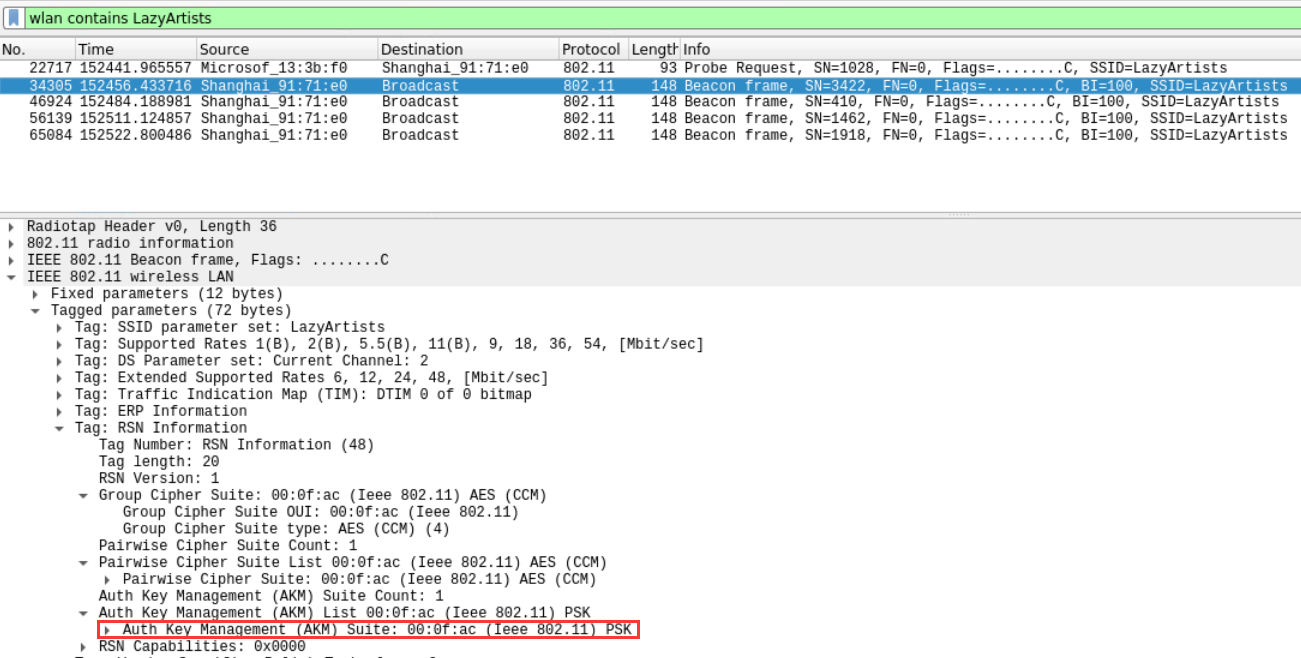 wlan contains LazyArtists
No. Time Source Destination Protocol Length Info
22717 152441.965557 Microsof_13:3b:f0 Shanghai_91:71:e0 802.11 93 Probe Request, SN=1028, FN=0, Flags=........C, SSID=LazyArtists
34305 152456.433716 Shanghai_91:71:e0 Broadcast 802.11 148 Beacon frame, SN=3422, FN=0, Flags=........C, BI=100, SSID=LazyArtists
46924 152484.188981 Shanghai_91:71:e0 Broadcast 802.11 148 Beacon frame, SN=410, FN=0, Flags=........C, BI=100, SSID=LazyArtists
56139 152511.124857 Shanghai_91:71:e0 Broadcast 802.11 148 Beacon frame, SN=1462, FN=0, Flags=........C, BI=100, SSID=LazyArtists
65084 152522.800486 Shanghai_91:71:e0 Broadcast 802.11 148 Beacon frame, SN=1918, FN=0, Flags=........C, BI=100, SSID=LazyArtists
Radiotap Header v0, Length 36
802.11 radio information
IEEE 802.11 Beacon frame, Flags: ........C
IEEE 802.11 wireless LAN
Fixed parameters (12 bytes)
Tagged parameters (72 bytes)
Tag: SSID parameter set: LazyArtists
Tag: Supported Rates 1(B), 2(B), 5.5(B), 11(B), 9, 18, 36, 54, [Mbit/sec]
Tag: DS Parameter set: Current Channel: 2
Tag: Extended Supported Rates 6, 12, 24, 48, [Mbit/sec]
Tag: Traffic Indication Map (TIM): DTIM 0 of 0 bitmap
Tag: ERP Information
Tag: RSN Information
Tag Number: RSN Information (48)
Tag length: 20
RSN Version: 1
Group Cipher Suite: 00:0f:ac (Ieee 802.11) AES (CCM)
Group Cipher Suite OUI: 00:0f:ac (Ieee 802.11)
Group Cipher Suite type: AES (CCM) (4)
Pairwise Cipher Suite Count: 1
Pairwise Cipher Suite List 00:0f:ac (Ieee 802.11) AES (CCM)
Pairwise Cipher Suite: 00:0f:ac (Ieee 802.11) AES (CCM)
Auth Key Management (AKM) Suite Count: 1
Auth Key Management (AKM) List 00:0f:ac (Ieee 802.11) PSK
Auth Key Management (AKM) Suite: 00:0f:ac (Ieee 802.11) PSK
RSN Capabilities: 0x0000